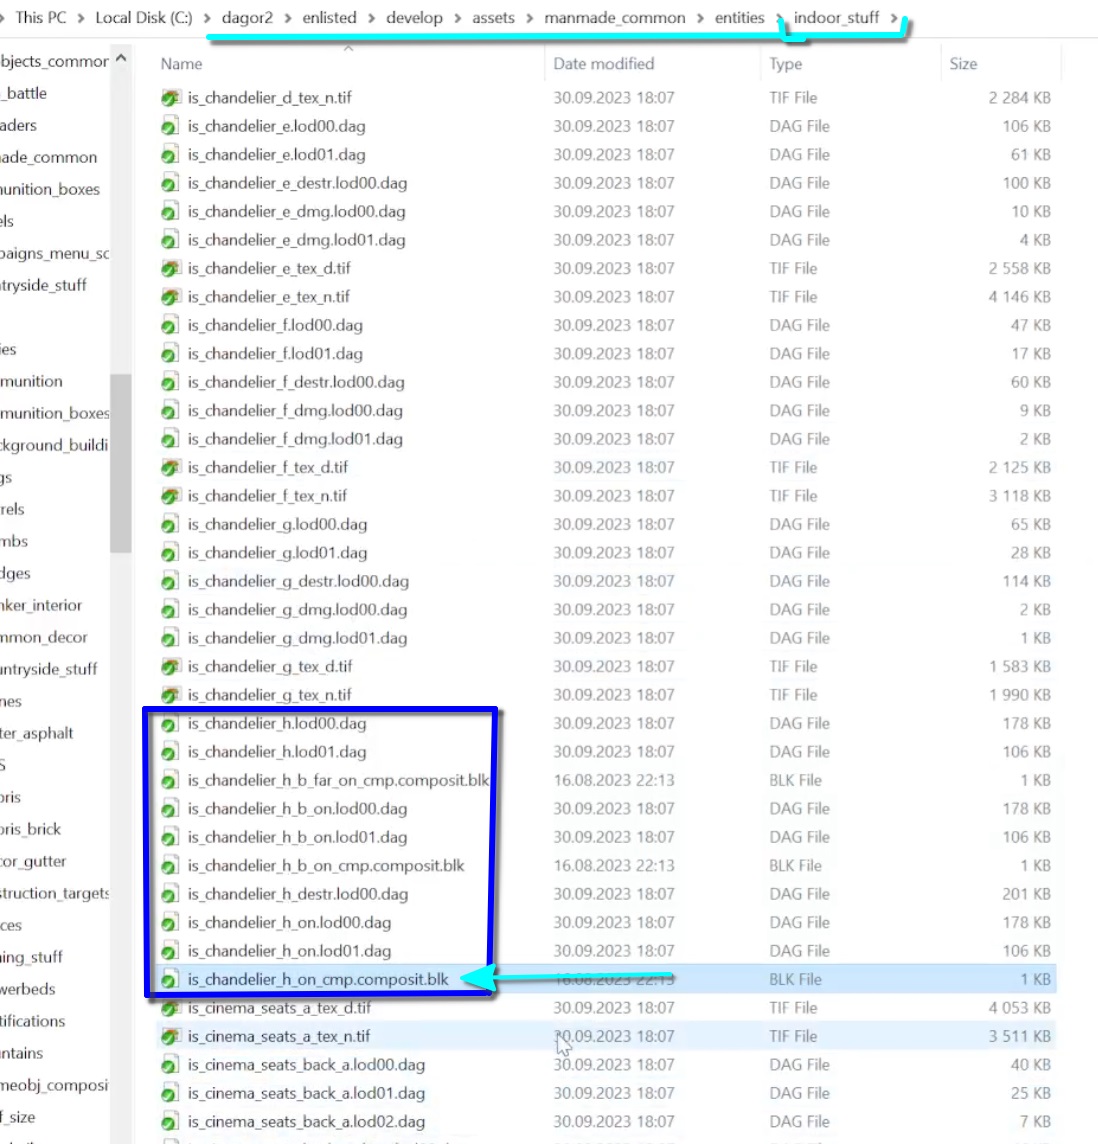 This PC > Local Disk (C:) > dagor2 > enlisted > develop > assets > manmade_common > entities > indoor_stuff >
Name Date modified Type Size
bjects_common
_battle
aders
ade_common
unition_boxes
els
paigns_menu_sc
tryside_stuff
ies
munition
munition_boxes
ckground_buildi
gs
rels
mbs
dges
nker_interior
mmon_decor
untryside_stuff
nes
ter_asphalt
S
bris
bris_brick
cor_gutter
struction_targets
ces
ning_stuff
werbeds
tifications
untains
meobj_composi
f_size
is_chandelier_d_tex_n.tif 30.09.2023 18:07 TIF File 2 284 KB
is_chandelier_e.lod00.dag 30.09.2023 18:07 DAG File 106 KB
is_chandelier_e.lod01.dag 30.09.2023 18:07 DAG File 61 KB
is_chandelier_e_destr.lod00.dag 30.09.2023 18:07 DAG File 100 KB
is_chandelier_e_dmg.lod00.dag 30.09.2023 18:07 DAG File 10 KB
is_chandelier_e_dmg.lod01.dag 30.09.2023 18:07 DAG File 4 KB
is_chandelier_e_tex_d.tif 30.09.2023 18:07 TIF File 2 558 KB
is_chandelier_e_tex_n.tif 30.09.2023 18:07 TIF File 4 146 KB
is_chandelier_f.lod00.dag 30.09.2023 18:07 DAG File 47 KB
is_chandelier_f.lod01.dag 30.09.2023 18:07 DAG File 17 KB
is_chandelier_f_destr.lod00.dag 30.09.2023 18:07 DAG File 60 KB
is_chandelier_f_dmg.lod00.dag 30.09.2023 18:07 DAG File 9 KB
is_chandelier_f_dmg.lod01.dag 30.09.2023 18:07 DAG File 2 KB
is_chandelier_f_tex_d.tif 30.09.2023 18:07 TIF File 2 125 KB
is_chandelier_f_tex_n.tif 30.09.2023 18:07 TIF File 3 118 KB
is_chandelier_g.lod00.dag 30.09.2023 18:07 DAG File 65 KB
is_chandelier_g.lod01.dag 30.09.2023 18:07 DAG File 28 KB
is_chandelier_g_destr.lod00.dag 30.09.2023 18:07 DAG File 114 KB
is_chandelier_g_dmg.lod00.dag 30.09.2023 18:07 DAG File 2 KB
is_chandelier_g_dmg.lod01.dag 30.09.2023 18:07 DAG File 1 KB
is_chandelier_g_tex_d.tif 30.09.2023 18:07 TIF File 1 583 KB
is_chandelier_g_tex_n.tif 30.09.2023 18:07 TIF File 1 990 KB
is_chandelier_h.lod00.dag 30.09.2023 18:07 DAG File 178 KB
is_chandelier_h.lod01.dag 30.09.2023 18:07 DAG File 106 KB
is_chandelier_h_b_far_on_cmp.composit.blk 16.08.2023 22:13 BLK File 1 KB
is_chandelier_h_b_on.lod00.dag 30.09.2023 18:07 DAG File 178 KB
is_chandelier_h_b_on.lod01.dag 30.09.2023 18:07 DAG File 106 KB
is_chandelier_h_b_on_cmp.composit.blk 16.08.2023 22:13 BLK File 1 KB
is_chandelier_h_destr.lod00.dag 30.09.2023 18:07 DAG File 201 KB
is_chandelier_h_on.lod00.dag 30.09.2023 18:07 DAG File 178 KB
is_chandelier_h_on.lod01.dag 30.09.2023 18:07 DAG File 106 KB
is_chandelier_h_on_cmp.composit.blk 16.08.2023 22:13 BLK File 1 KB
is_cinema_seats_a_tex_d.tif 30.09.2023 18:07 TIF File 4 053 KB
is_cinema_seats_a_tex_n.tif 30.09.2023 18:07 TIF File 3 511 KB
is_cinema_seats_back_a.lod00.dag 30.09.2023 18:07 DAG File 40 KB
is_cinema_seats_back_a.lod01.dag 30.09.2023 18:07 DAG File 25 KB
is_cinema_seats_back_a.lod02.dag 30.09.2023 18:07 DAG File 7 KB